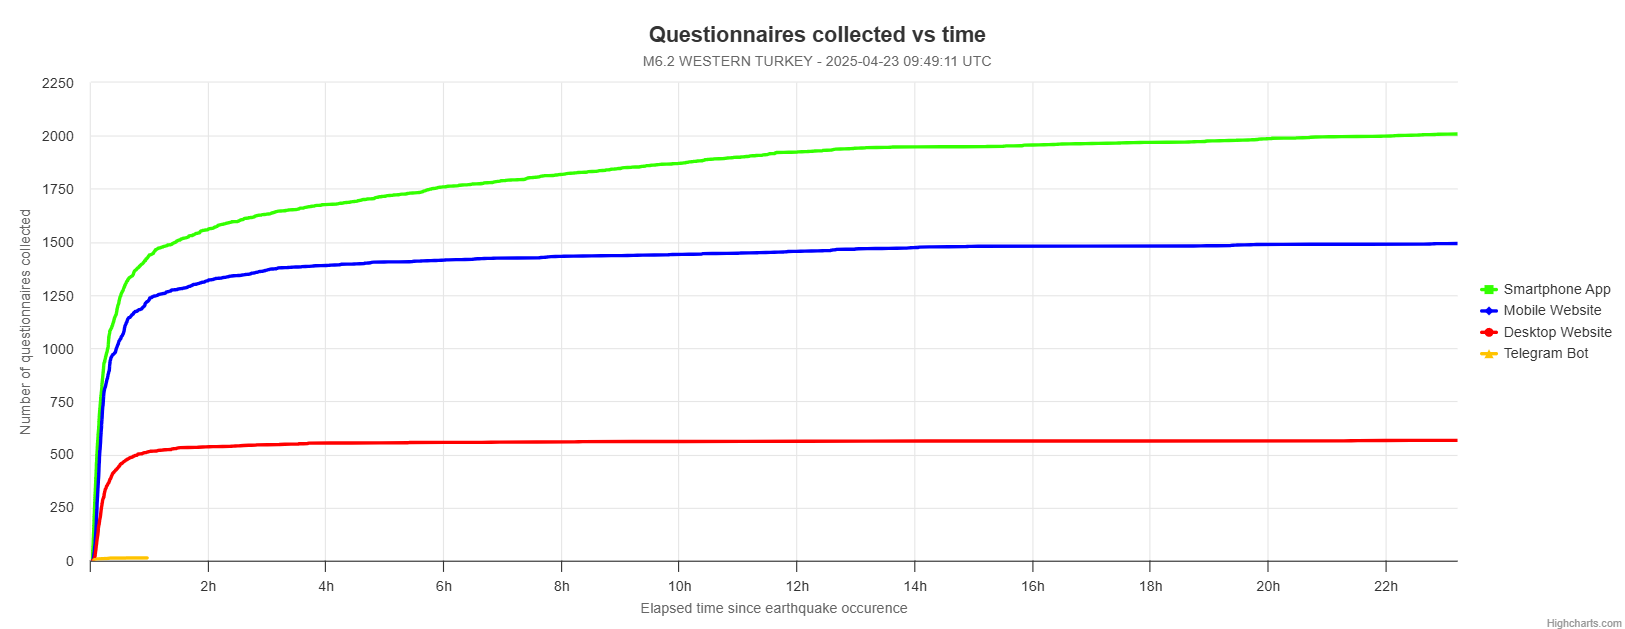 Questionnaires collected vs time
M6.2 WESTERN TURKEY - 2025-04-23 09:49:11 UTC
Number of questionnaires collected
2250
2000
1750
1500
1250
1000
750
500
250
0
2h 4h 6h 8h 10h 12h 14h 16h 18h 20h 22h
Elapsed time since earthquake occurence
Smartphone App
Mobile Website
Desktop Website
Telegram Bot
Highcharts.com